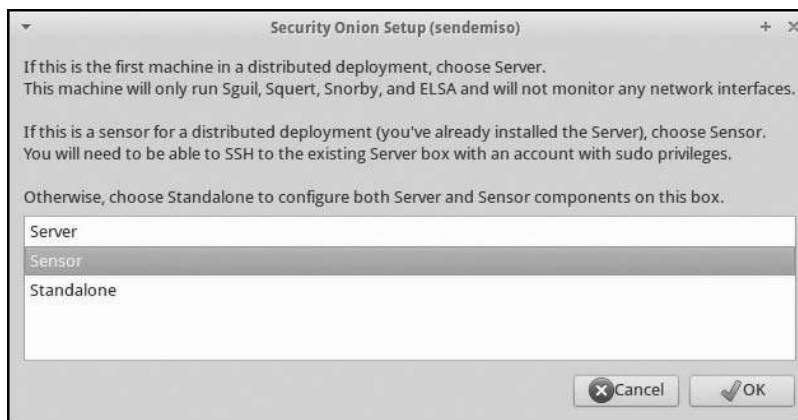 Security Onion Setup (sendemiso)
If this is the first machine in a distributed deployment, choose Server.
This machine will only run Sguil, Squert, Snorby, and ELSA and will not monitor any network interfaces.
If this is a sensor for a distributed deployment (you've already installed the Server), choose Sensor.
You will need to be able to SSH to the existing Server box with an account with sudo privileges.
Otherwise, choose Standalone to configure both Server and Sensor components on this box.
Server
Sensor
Standalone
Cancel
OK